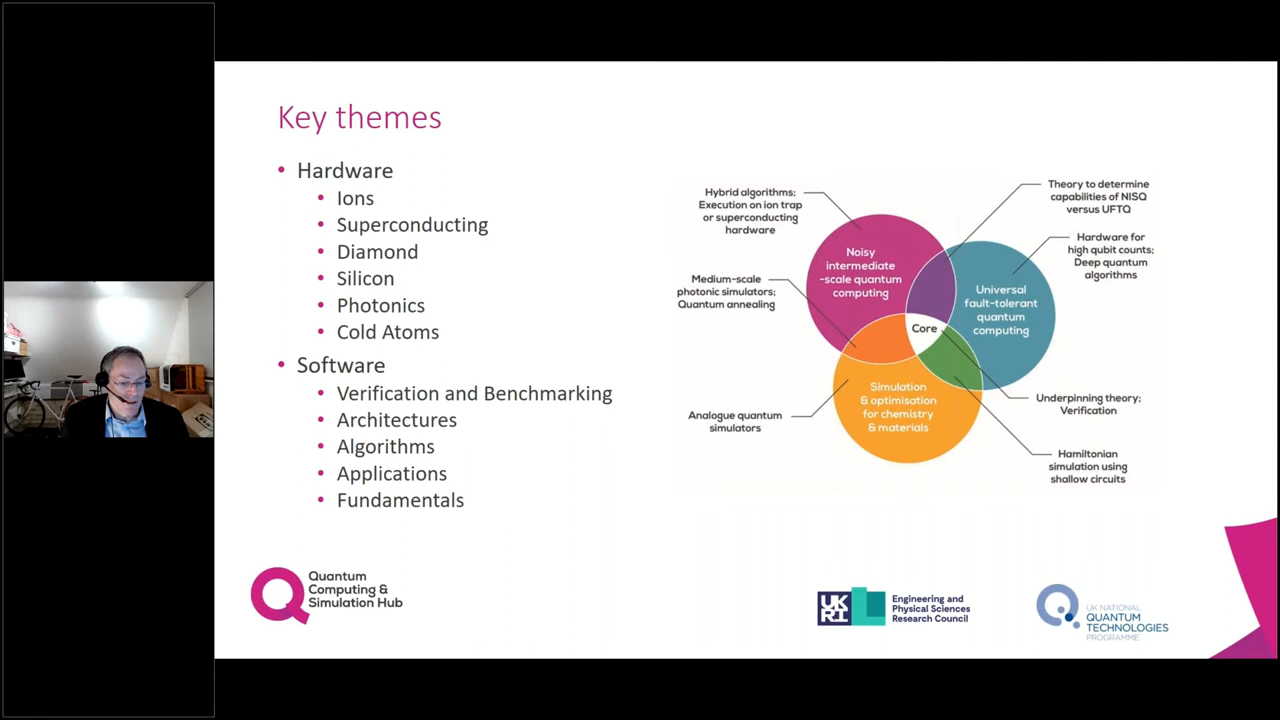 Key themes
• Hardware
• Ions
• Superconducting
• Diamond
• Silicon
• Photonics
• Cold Atoms
• Software
• Verification and Benchmarking
• Architectures
• Algorithms
• Applications
• Fundamentals
Hybrid algorithms;
Execution on ion trap
or superconducting
hardware
Medium-scale
photonic simulators;
Quantum annealing
Analogue quantum
simulators
Noisy
intermediate
-scale quantum
computing
Universal
fault-tolerant
quantum
computing
Core
Simulation
& optimisation
for chemistry
& materials
Theory to determine
capabilities of NISQ
versus UFTQ
Hardware for
high qubit counts;
Deep quantum
algorithms
Underpinning theory;
Verification
Hamiltonian
simulation using
shallow circuits
Quantum
Computing &
Simulation Hub
UK
RI
Engineering and
Physical Sciences
Research Council
UK NATIONAL
QUANTUM
TECHNOLOGIES
PROGRAMME